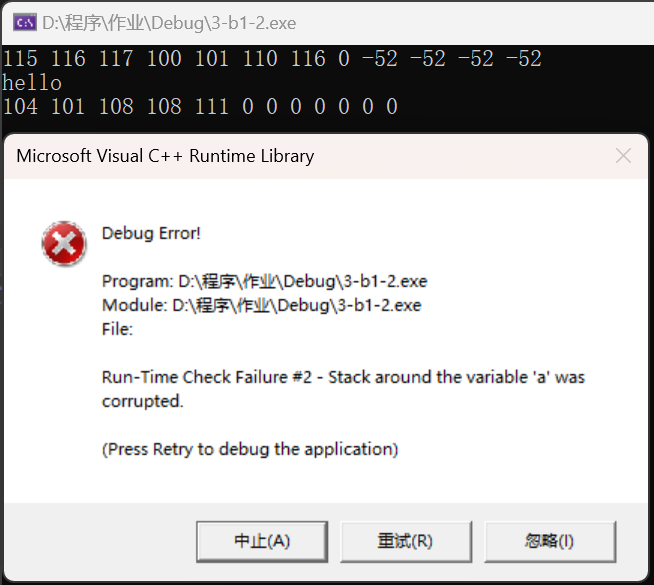 D:\程序\作业\Debug\3-b1-2.exe
115 116 117 100 101 110 116 0 -52 -52 -52 -52
hello
104 101 108 108 111 0 0 0 0 0 0 0
Microsoft Visual C++ Runtime Library
Debug Error!
Program: D:\程序\作业\Debug\3-b1-2.exe
Module: D:\程序\作业\Debug\3-b1-2.exe
File:
Run-Time Check Failure #2 - Stack around the variable 'a' was
corrupted.
(Press Retry to debug the application)
中止(A) 重试(R) 忽略(I)